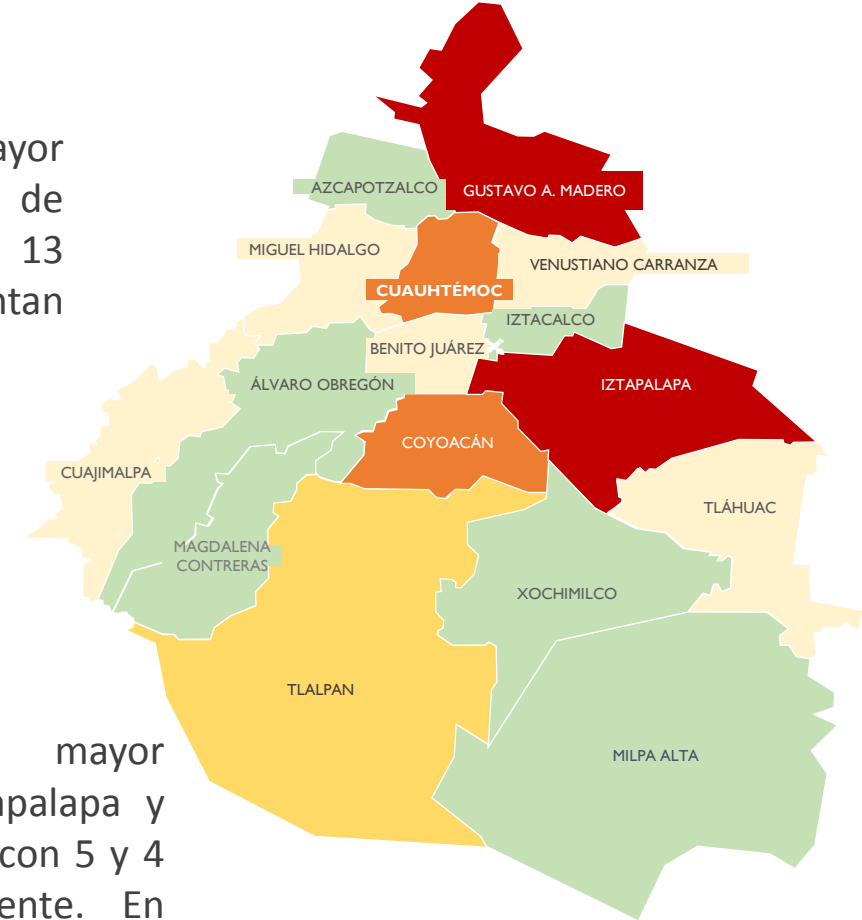 ayor
de
13
ntan
AZCAPOTZALCO
GUSTAVO A. MADERO
MIGUEL HIDALGO
VENUSTIANO CARRANZA
CUAUHTÉMOC
IZTACALCO
BENITO JUÁREZ
ÁLVARO OBREGÓN
IZTAPALAPA
COYOACÁN
CUAJIMALPA
TLÁHUAC
MAGDALENA
CONTRERAS
XOCHIMILCO
TLALPAN
MILPA ALTA
mayor
apalapa y
con 5 y 4
ente. En